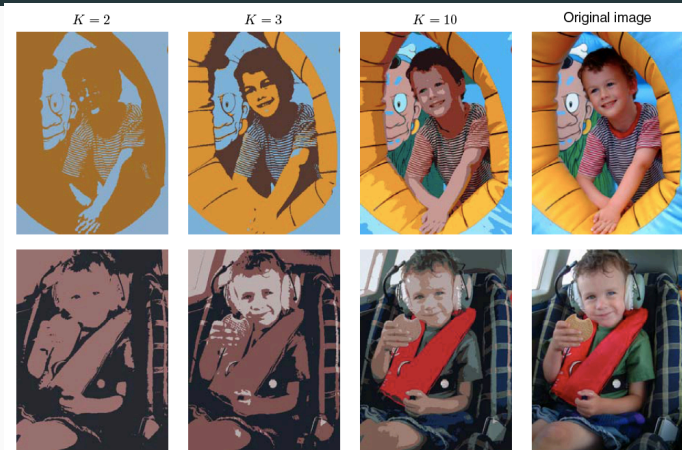 K = 2
K = 3
K = 10
Original image